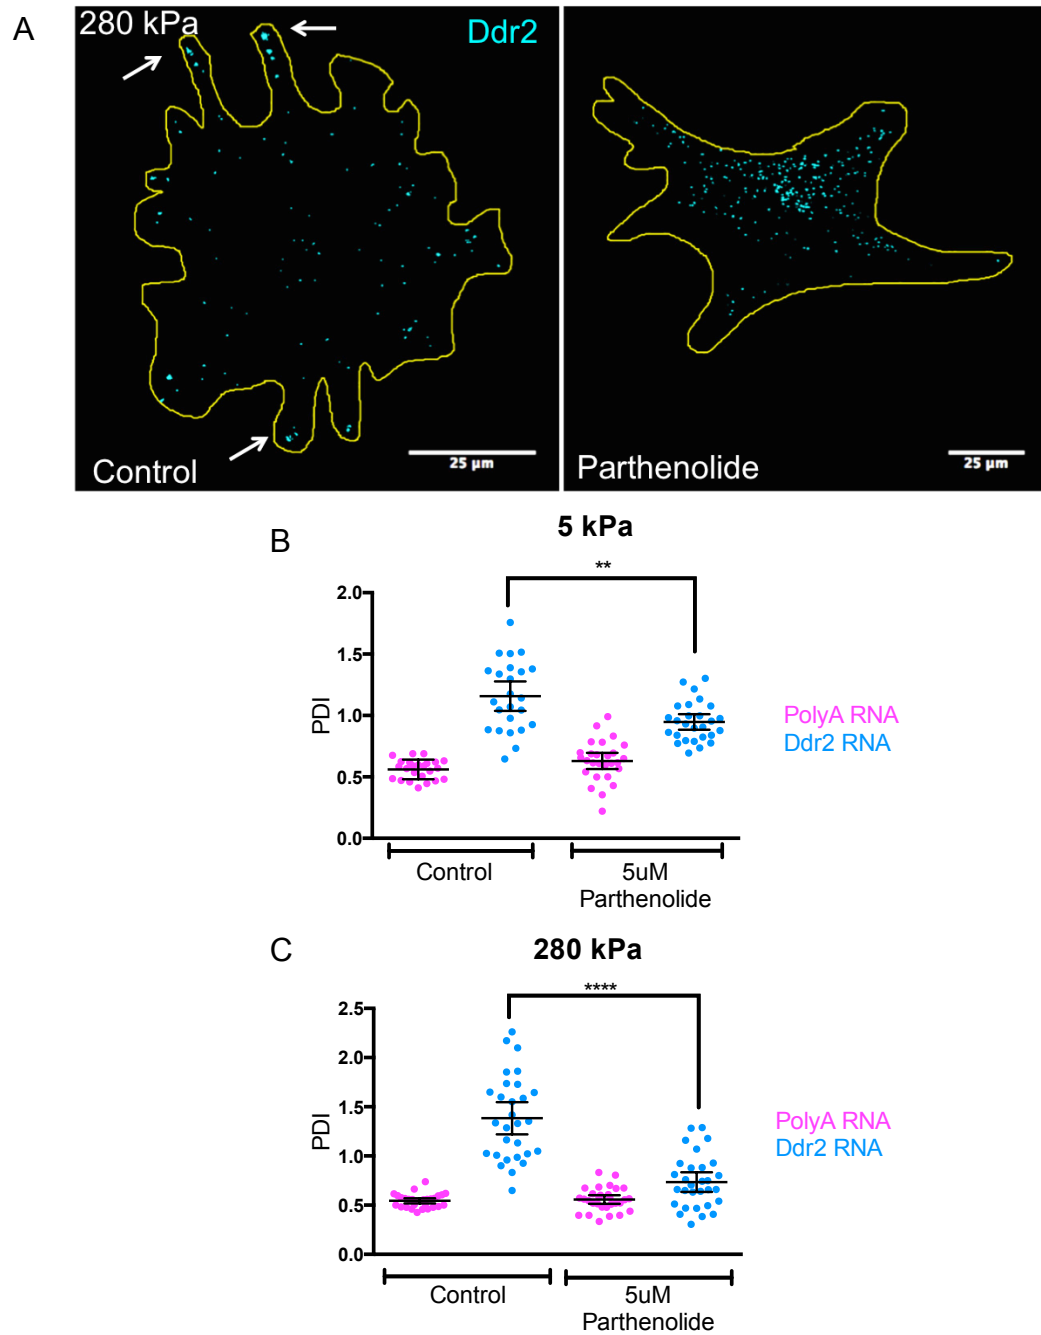 A
280 kPa
Ddr2
Control
25 µm
Parthenolide
25 µm
B
5 kPa
**
2.0
1.5
1.0
0.5
0.0
PDI
PolyA RNA
Ddr2 RNA
Control
5uM
Parthenolide
C
280 kPa
****
2.5
2.0
1.5
1.0
0.5
0.0
PDI
PolyA RNA
Ddr2 RNA
Control
5uM
Parthenolide